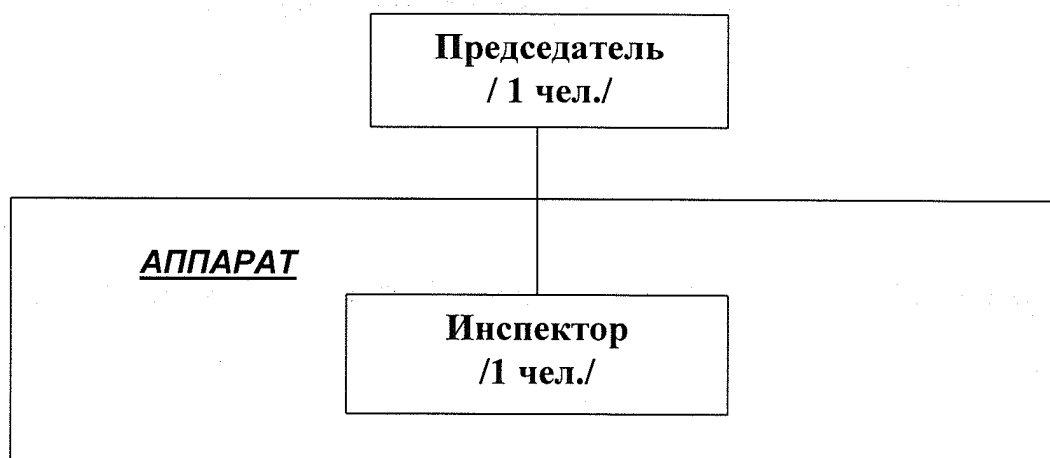 Председатель
/ 1 чел./
АППАРАТ
Инспектор
/1 чел./